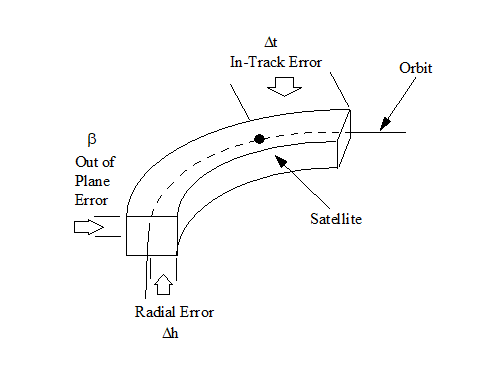 Δt
In-Track Error
Orbit
β
Out of
Plane
Error
Satellite
Radial Error
Δh